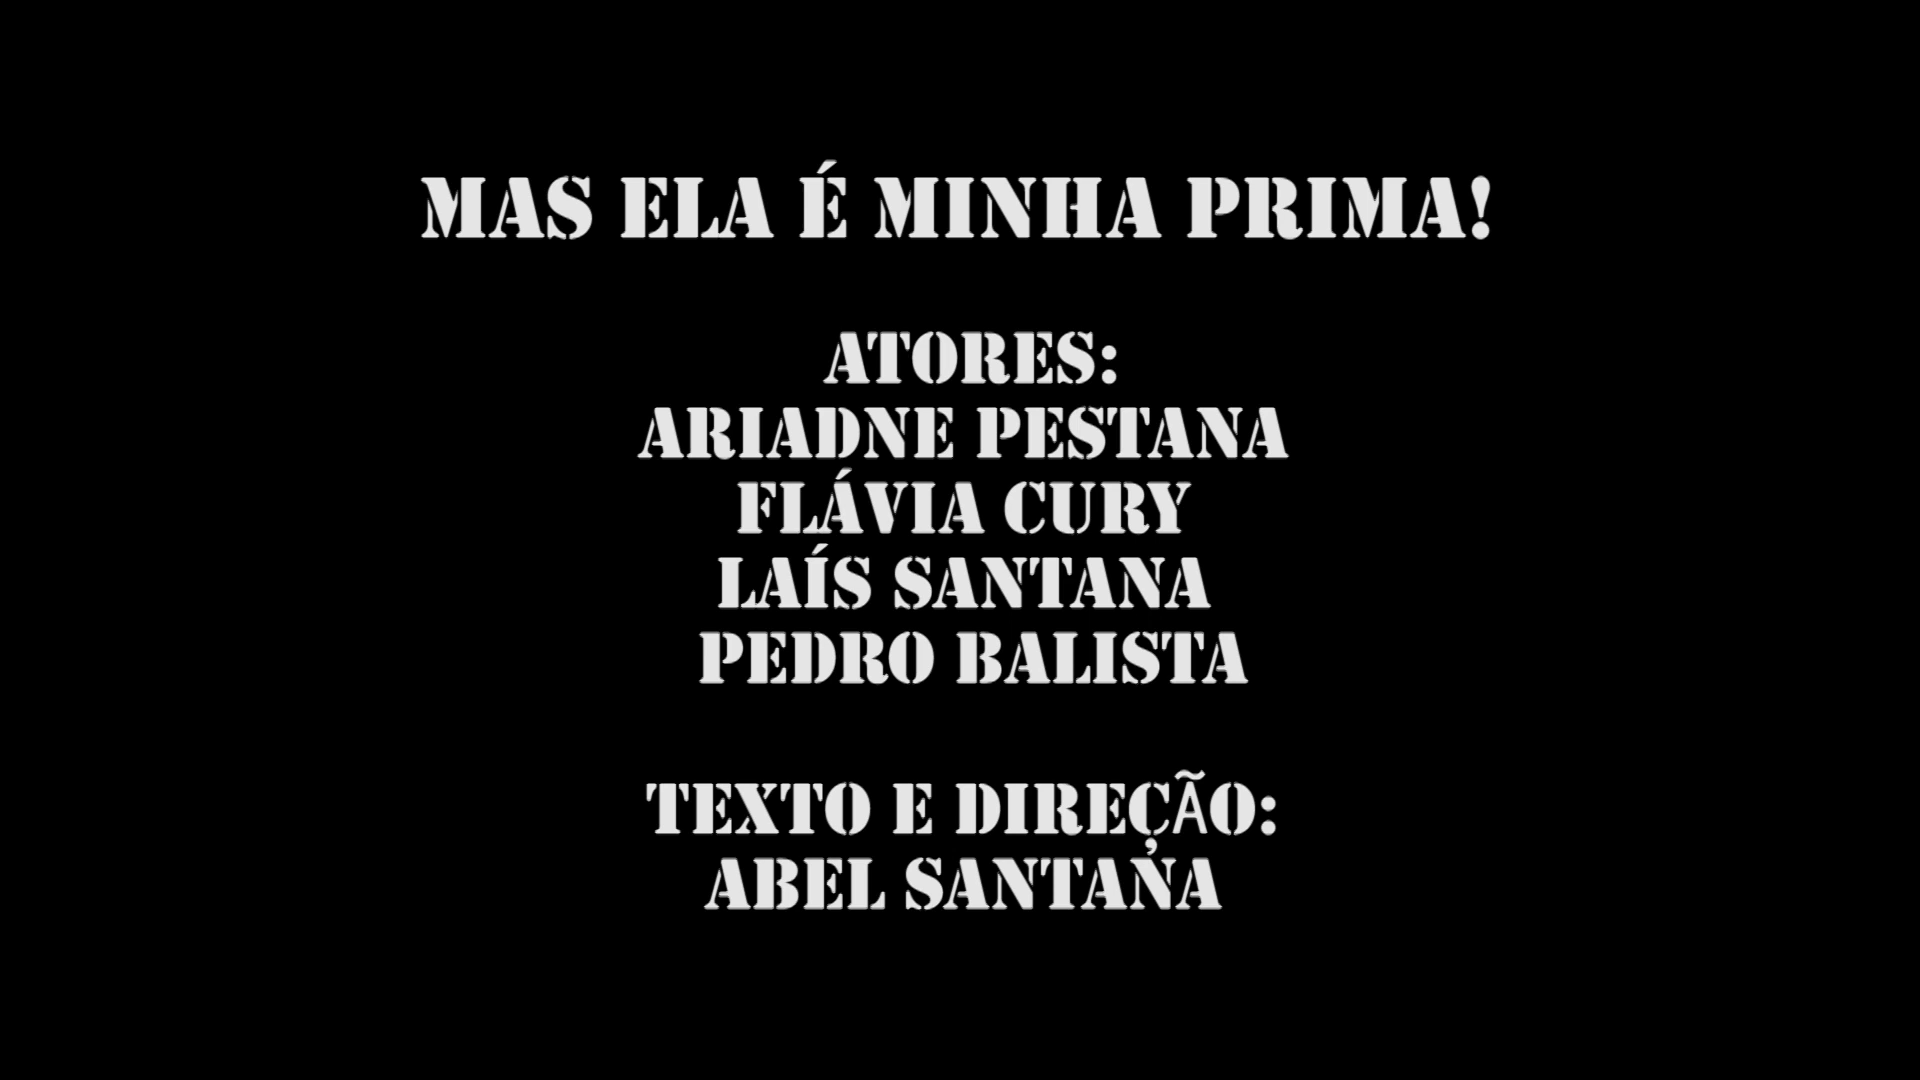 MAS ELA É MINHA PRIMA!
ATORES:
ARIADNE PESTANA
FLÁVIA CURY
LAÍS SANTANA
PEDRO BALISTA
TEXTO E DIREÇÃO:
ABEL SANTANA